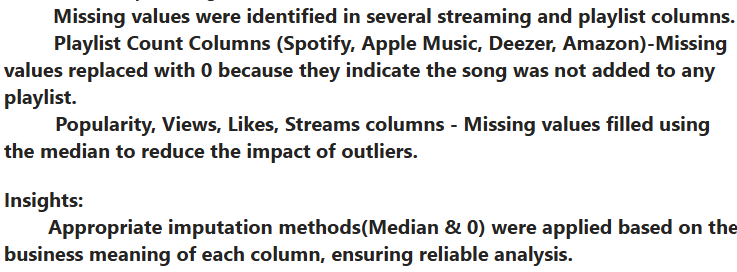 Missing values were identified in several streaming and playlist columns.
Playlist Count Columns (Spotify, Apple Music, Deezer, Amazon)-Missing
values replaced with 0 because they indicate the song was not added to any
playlist.
Popularity, Views, Likes, Streams columns - Missing values filled using
the median to reduce the impact of outliers.
Insights:
Appropriate imputation methods(Median & 0) were applied based on the
business meaning of each column, ensuring reliable analysis.